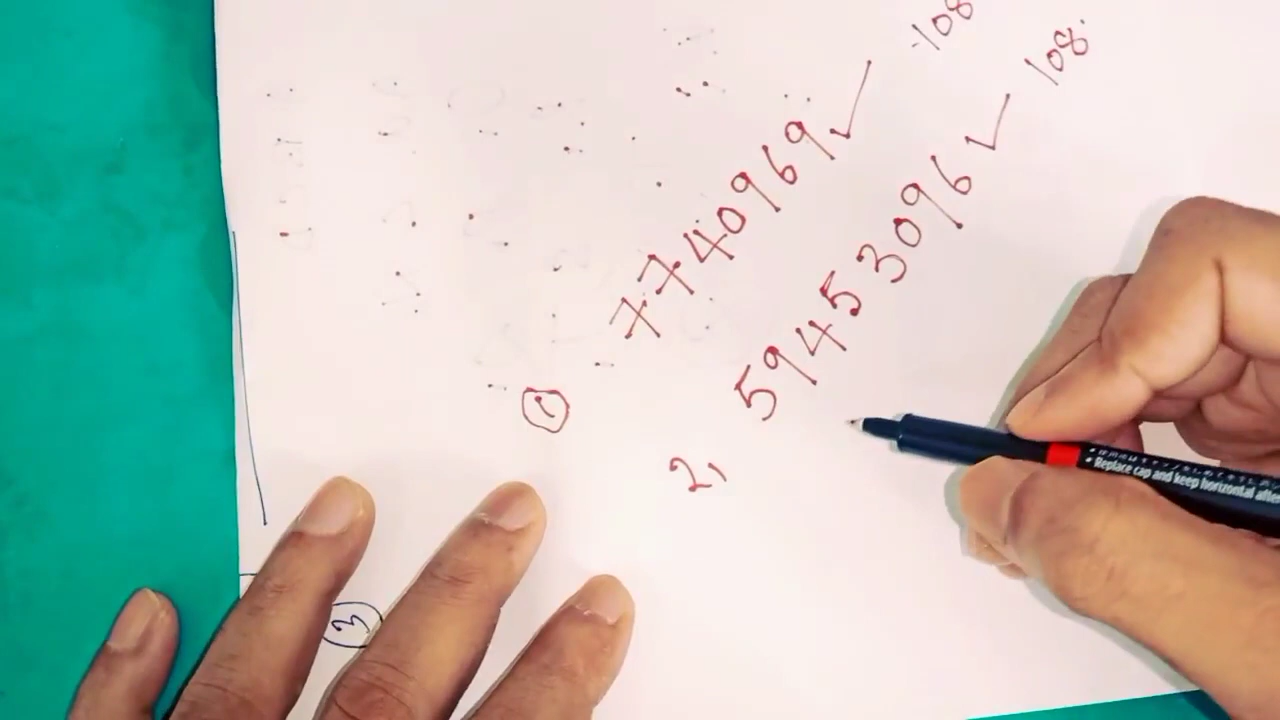 ① 7740969✓ 108
2, 59453096✓ 108.
③
Replace cap and keep horizontal after